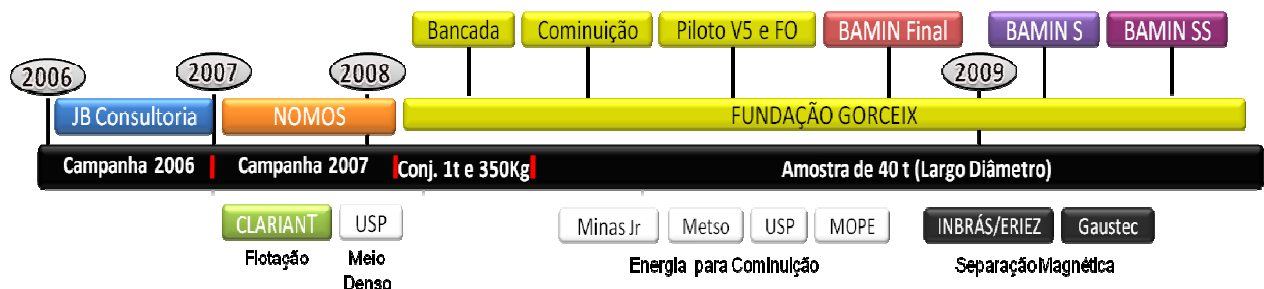 Bancada
Cominuição
Piloto V5 e FO
BAMIN Final
BAMIN S
BAMIN SS
2006
2007
2008
2009
JB Consultoria
NOMOS
FUNDAÇÃO GORCEIX
Campanha 2006
Campanha 2007
Conj. 1t e 350Kg
Amostra de 40 t (Largo Diâmetro)
CLARIANT
USP
Minas Jr
Metso
USP
MOPE
INBRÁS/ERIEZ
Gaustec
Flotação
Meio
Denso
Energia para Cominuição
Separação Magnética